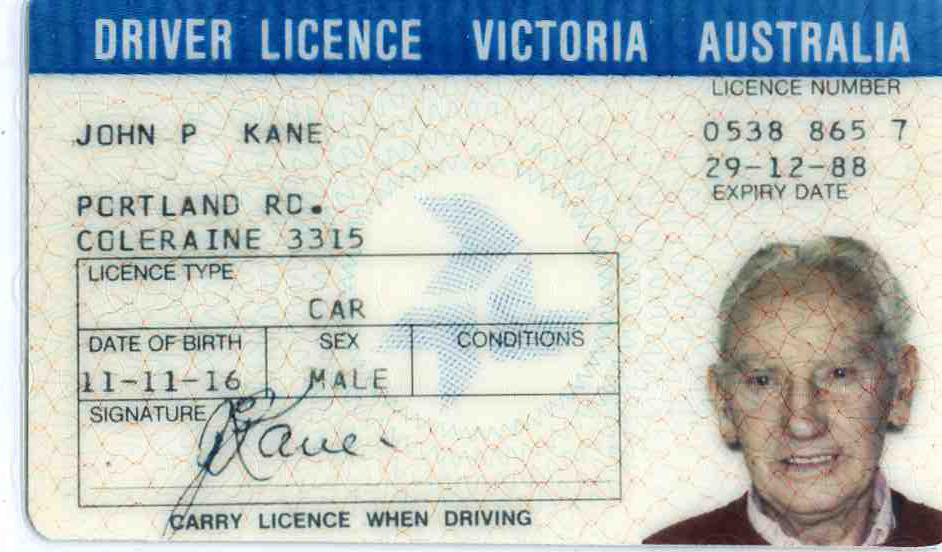 DRIVER LICENCE VICTORIA AUSTRALIA
LICENCE NUMBER
JOHN P KANE 0538 865 7
29-12-88
EXPIRY DATE
PORTLAND RD.
COLERAINE 3315
LICENCE TYPE
CAR
DATE OF BIRTH SEX CONDITIONS
11-11-16 MALE
SIGNATURE
JP Kane
CARRY LICENCE WHEN DRIVING